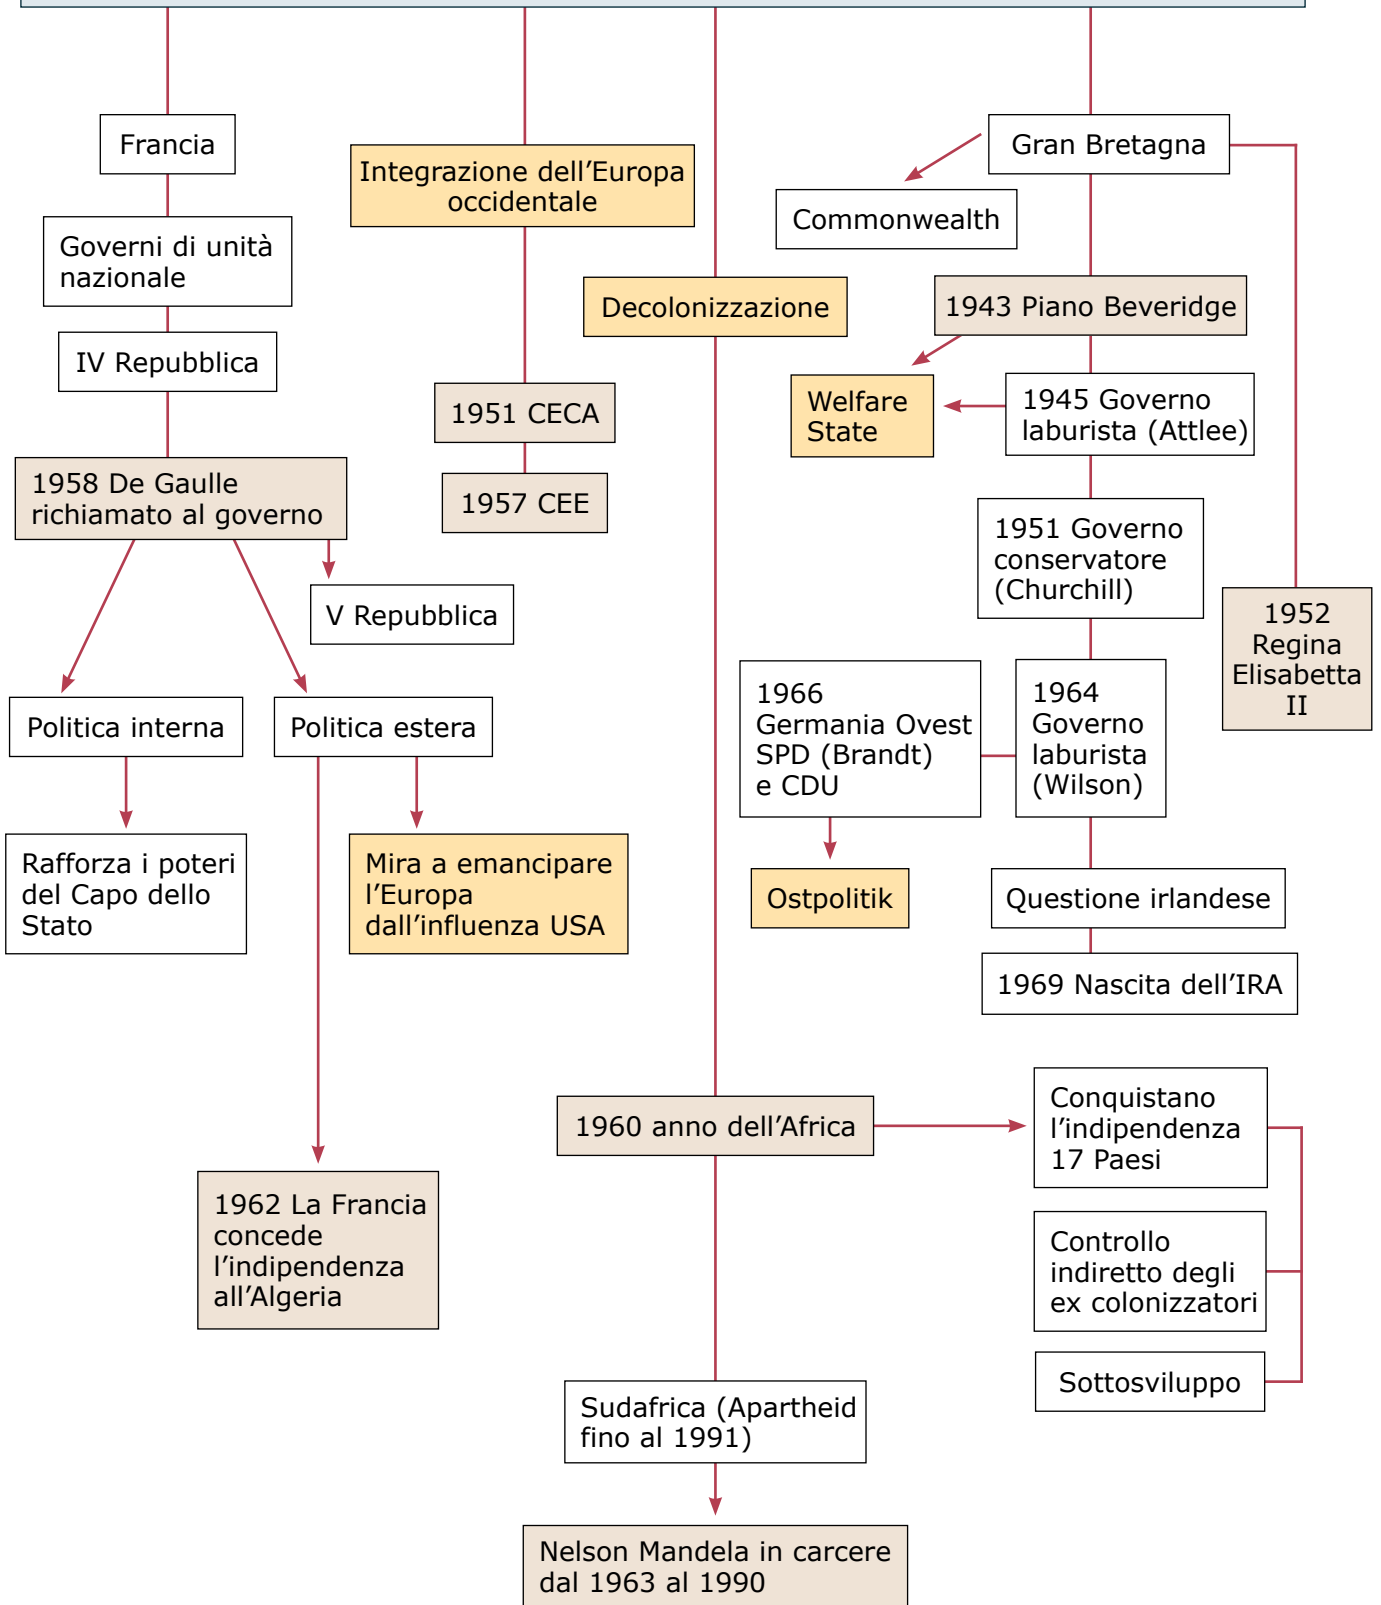 Francia
Governi di unità
nazionale
IV Repubblica
1958 De Gaulle
richiamato al governo
V Repubblica
Politica interna
Politica estera
Rafforza i poteri
del Capo dello
Stato
Mira a emancipare
l’Europa
dall’influenza USA
1962 La Francia
concede
l’indipendenza
all’Algeria
Integrazione dell’Europa
occidentale
1951 CECA
1957 CEE
Decolonizzazione
1960 anno dell’Africa
Conquistano
l’indipendenza
17 Paesi
Controllo
indiretto degli
ex colonizzatori
Sottosviluppo
Sudafrica (Apartheid
fino al 1991)
Nelson Mandela in carcere
dal 1963 al 1990
Gran Bretagna
Commonwealth
1943 Piano Beveridge
Welfare
State
1945 Governo
laburista (Attlee)
1951 Governo
conservatore
(Churchill)
1952
Regina
Elisabetta
II
1964
Governo
laburista
(Wilson)
1966
Germania Ovest
SPD (Brandt)
e CDU
Ostpolitik
Questione irlandese
1969 Nascita dell’IRA